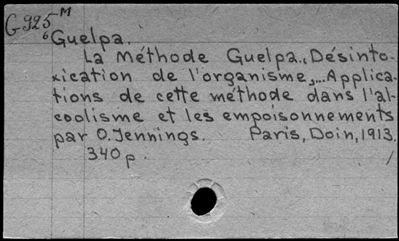 G925 M
6 Guelpa.
La Méthode Guelpa., Désinto-
xication de l'organisme,... Applica-
tions de cette méthode dans l'al-
coolisme et les empoisonnements
par O. Jennings. Paris, Doin, 1913.
340 p. /